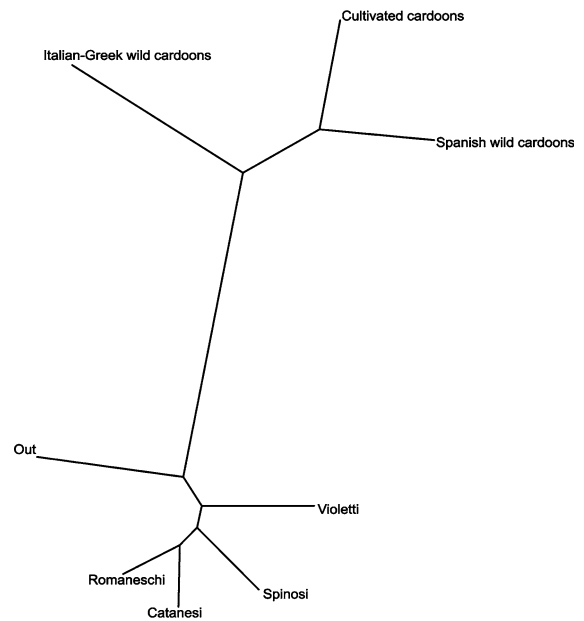 Cultivated cardoons
Italian-Greek wild cardoons
Spanish wild cardoons
Out
Violetti
Romaneschi
Spinosi
Catanesi